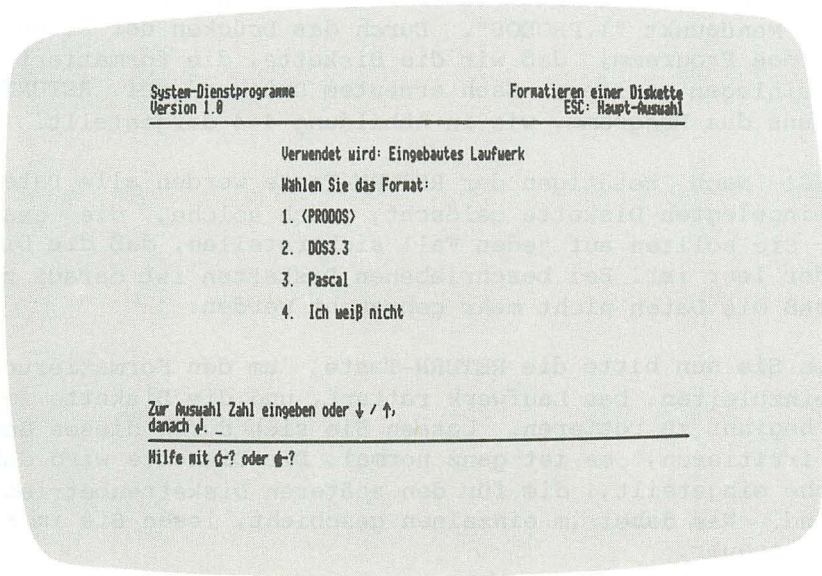 System-Dienstprogramme
Version 1.0
Formatieren einer Diskette
ESC: Haupt-Auswahl
Verwendet wird: Eingebautes Laufwerk
Wählen Sie das Format:
1. <PRODOS>
2. DOS3.3
3. Pascal
4. Ich weiß nicht
Zur Auswahl Zahl eingeben oder ↓ / ↑,
danach ↲.
Hilfe mit -? oder -?